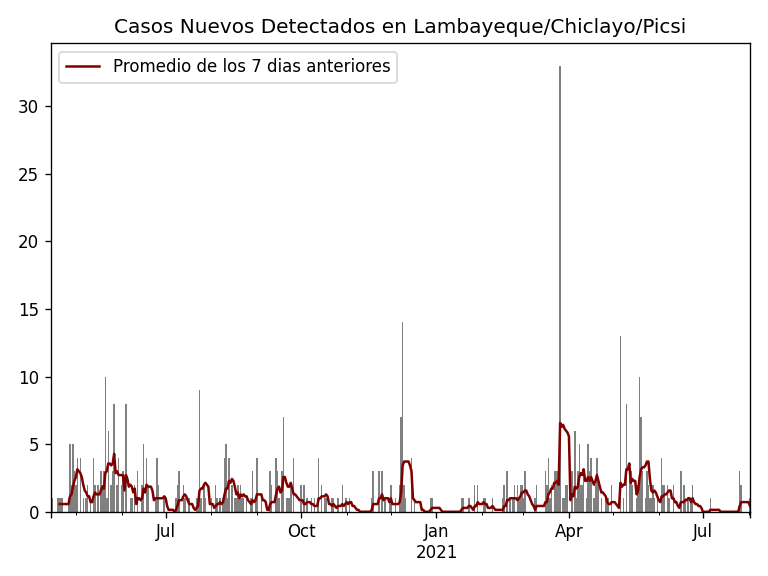 Casos Nuevos Detectados en Lambayeque/Chiclayo/Picsi
Promedio de los 7 dias anteriores
30
25
20
15
10
5
0
Jul
Oct
Jan
2021
Apr
Jul